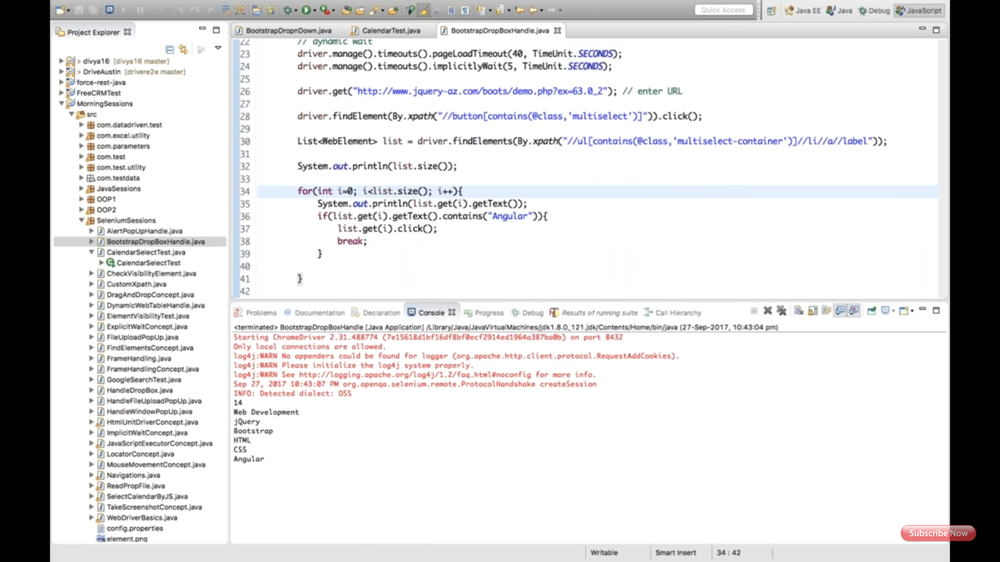 Quick Access
Java EE
Java
Debug
JavaScript
Project Explorer
> divya16 [divya16 master]
> DriveAustin [drivere2e master]
force-rest-java
FreeCRMTest
MorningSessions
src
com.datadriven.test
com.excel.utility
com.parameters
com.test
com.test.utility
com.testdata
JavaSessions
OOP1
OOP2
SeleniumSessions
AlertPopUpHandle.java
BootstrapDropBoxHandle.java
CalendarSelectTest.java
CalendarSelectTest
CheckVisibilityElement.java
CustomXpath.java
DragAndDropConcept.java
DynamicWebTableHandle.java
ElementVisibilityTest.java
ExplicitWaitConcept.java
FileUploadPopUp.java
FindElementsConcept.java
FrameHandling.java
FrameHandlingConcept.java
GoogleSearchTest.java
HandleDropBox.java
HandleFileUploadPopUp.java
HandleWindowPopUp.java
HtmlUnitDriverConcept.java
ImplicitWaitConcept.java
JavaScriptExecutorConcept.java
LocatorConcept.java
MouseMovementConcept.java
Navigations.java
ReadPropFile.java
SelectCalendarByJS.java
TakeScreenshotConcept.java
WebDriverBasics.java
config.properties
element.png
BootstrapDropnDown.java
CalendarTest.java
BootstrapDropBoxHandle.java
22 // dynamic wait
23 driver.manage().timeouts().pageLoadTimeout(40, TimeUnit.SECONDS);
24 driver.manage().timeouts().implicitlyWait(5, TimeUnit.SECONDS);
25
26 driver.get("http://www.jquery-az.com/boots/demo.php?ex=63.0_2"); // enter URL
27
28 driver.findElement(By.xpath("//button[contains(@class,'multiselect')]")).click();
29
30 List<WebElement> list = driver.findElements(By.xpath("//ul[contains(@class,'multiselect-container')]//li//a//label"));
31
32 System.out.println(list.size());
33
34 for(int i=0; i<list.size(); i++){
35 System.out.println(list.get(i).getText());
36 if(list.get(i).getText().contains("Angular")){
37 list.get(i).click();
38 break;
39 }
40
41 }
42
Problems
Documentation
Declaration
Console
Progress
Debug
Results of running suite
Call Hierarchy
<terminated> BootstrapDropBoxHandle [Java Application] /Library/Java/JavaVirtualMachines/jdk1.8.0_121.jdk/Contents/Home/bin/java (27-Sep-2017, 10:43:04 pm)
Starting ChromeDriver 2.31.488774 (7e15618d1bf16df8bf0ecf2914ed1964a387ba0b) on port 8432
Only local connections are allowed.
log4j:WARN No appenders could be found for logger (org.apache.http.client.protocol.RequestAddCookies).
log4j:WARN Please initialize the log4j system properly.
log4j:WARN See http://logging.apache.org/log4j/1.2/faq.html#noconfig for more info.
Sep 27, 2017 10:43:07 PM org.openqa.selenium.remote.ProtocolHandshake createSession
INFO: Detected dialect: OSS
14
Web Development
jQuery
Bootstrap
HTML
CSS
Angular
Subscribe Now
Writable
Smart Insert
34 : 42